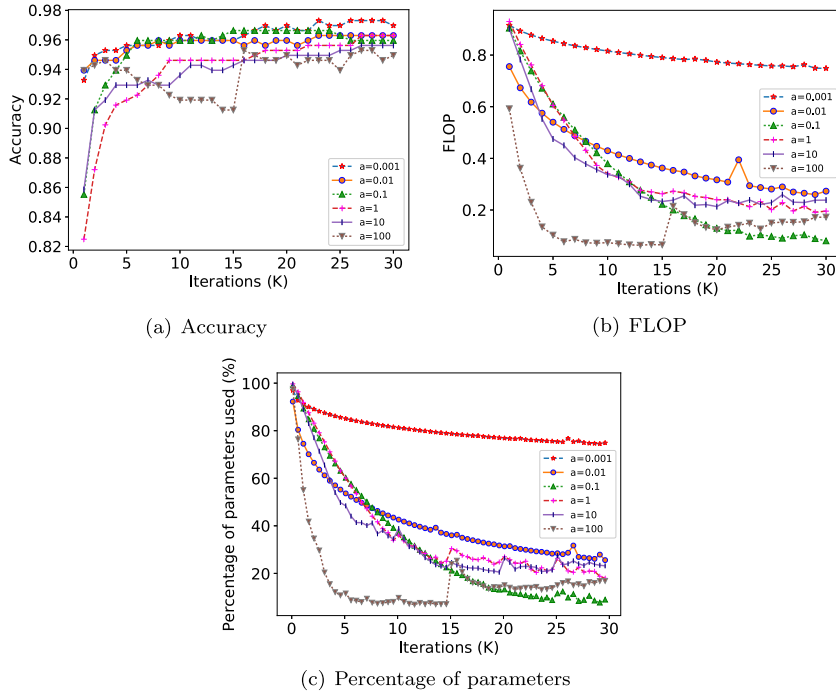 0.98
0.96
0.94
0.92
0.90
0.88
0.86
0.84
0.82
Accuracy
0 5 10 15 20 25 30
Iterations (K)
a=0.001
a=0.01
a=0.1
a=1
a=10
a=100
(a) Accuracy
0.8
0.6
0.4
0.2
FLOP
0 5 10 15 20 25 30
Iterations (K)
a=0.001
a=0.01
a=0.1
a=1
a=10
a=100
(b) FLOP
100
80
60
40
20
Percentage of parameters used (%)
0 5 10 15 20 25 30
Iterations (K)
a=0.001
a=0.01
a=0.1
a=1
a=10
a=100
(c) Percentage of parameters